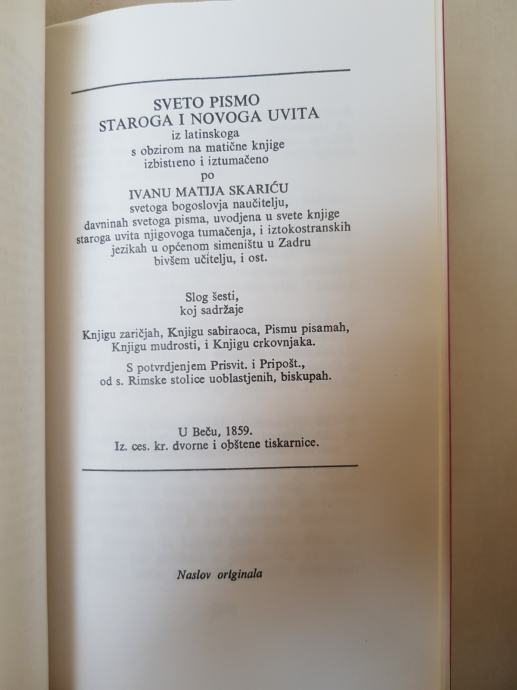 SVETO PISMO
STAROGA I NOVOGA UVITA
iz latinskoga
s obzirom na matične knjige
izbistreno i iztumačeno
po
IVANU MATIJA SKARIĆU
svetoga bogoslovja naučitelju,
davninah svetoga pisma, uvodjena u svete knjige
staroga uvita njigovoga tumačenja, i iztokostranskih
jezikah u općenom simeništu u Zadru
bivšem učitelju, i ost.
Slog šesti,
koj sadržaje
Knjigu zaričjah, Knjigu sabiraoca, Pismu pisamah,
Knjigu mudrosti, i Knjigu crkovnjaka.
S potvrdjenjem Prisvit. i Pripošt.,
od s. Rimske stolice uoblastjenih, biskupah.
U Beču, 1859.
Iz. ces. kr. dvorne i obštene tiskarnice.
Naslov originala